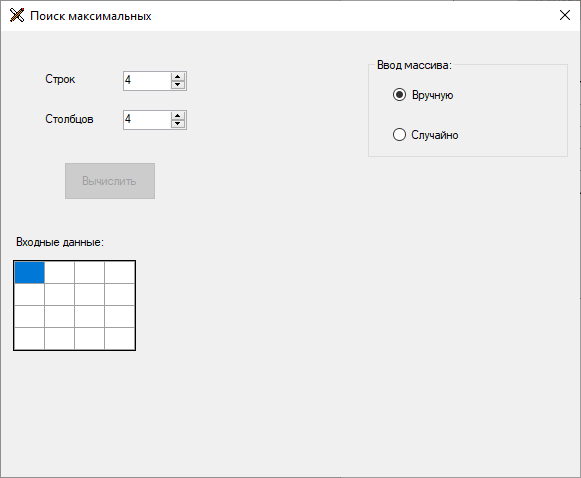 Поиск максимальных
Строк
4
Столбцов
4
Вычислить
Ввод массива:
Вручную
Случайно
Входные данные: